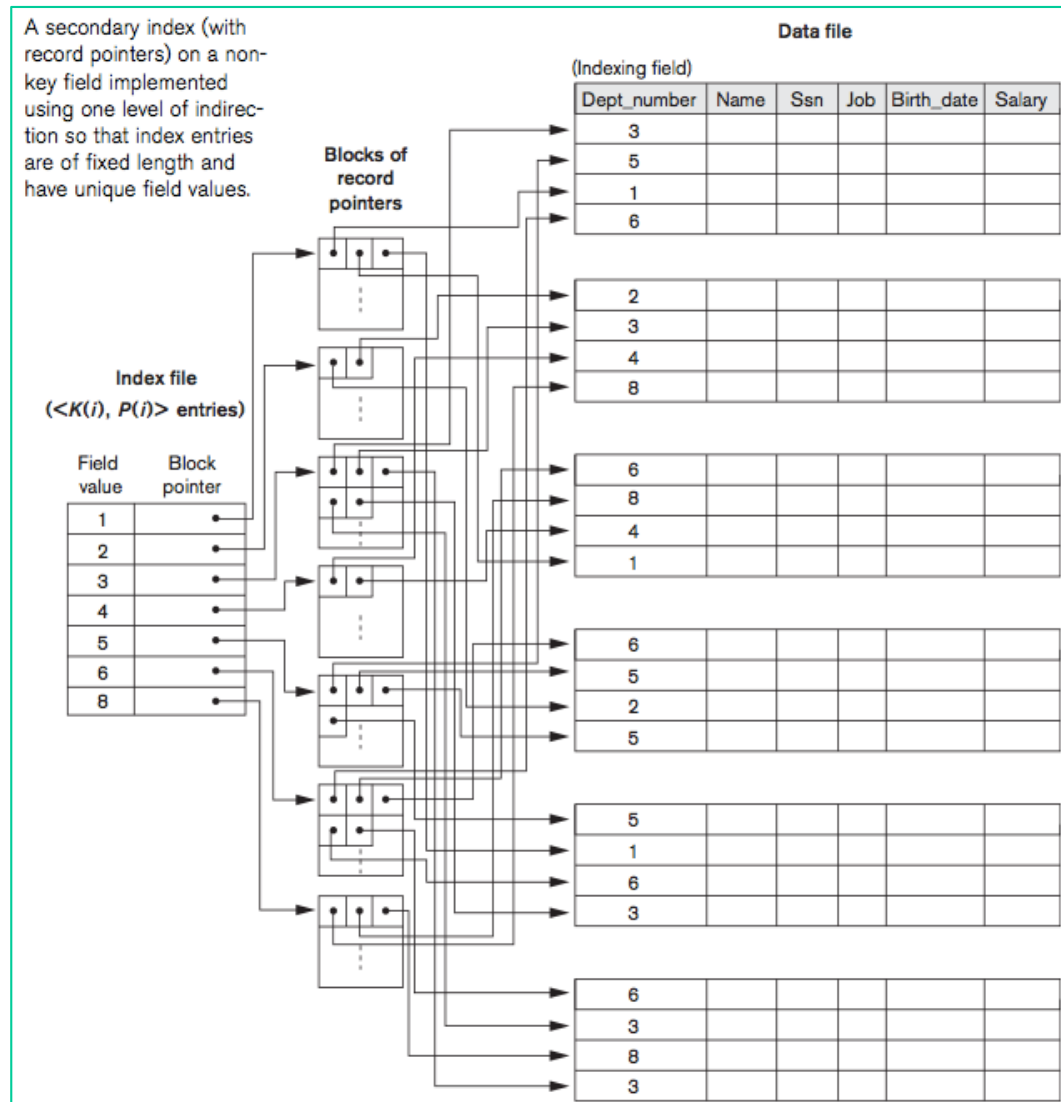 A secondary index (with
record pointers) on a non-
key field implemented
using one level of indirec-
tion so that index entries
are of fixed length and
have unique field values.
Data file
(Indexing field)
Dept_number Name Ssn Job Birth_date Salary
3
5
1
6
2
3
4
8
6
8
4
1
6
5
2
5
5
1
6
3
6
3
8
3
Blocks of
record
pointers
Index file
(<K(i), P(i)> entries)
Field Block
value pointer
1
2
3
4
5
6
8